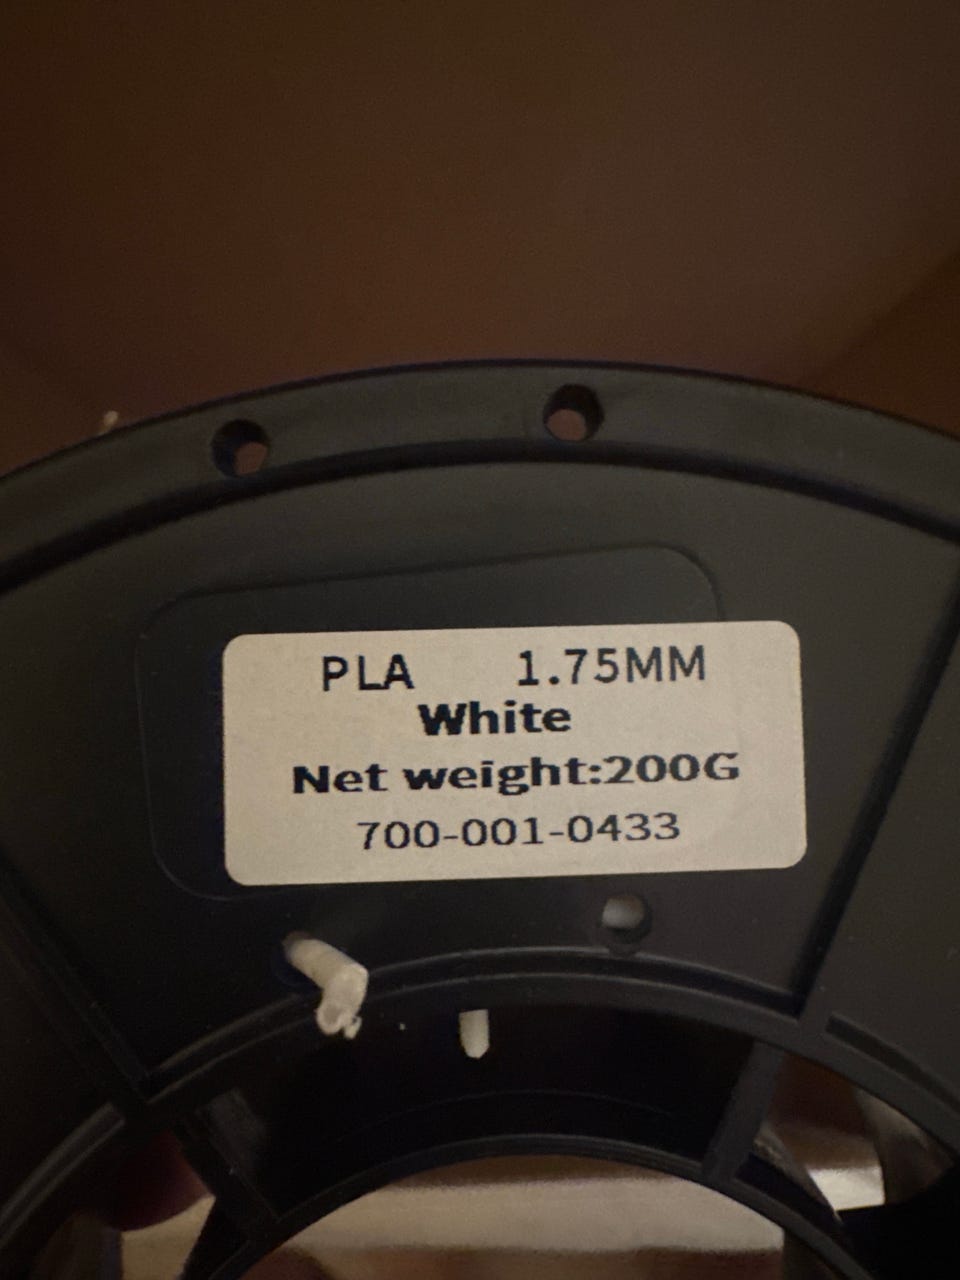 PLA 1.75MM
White
Net weight:200G
700-001-0433